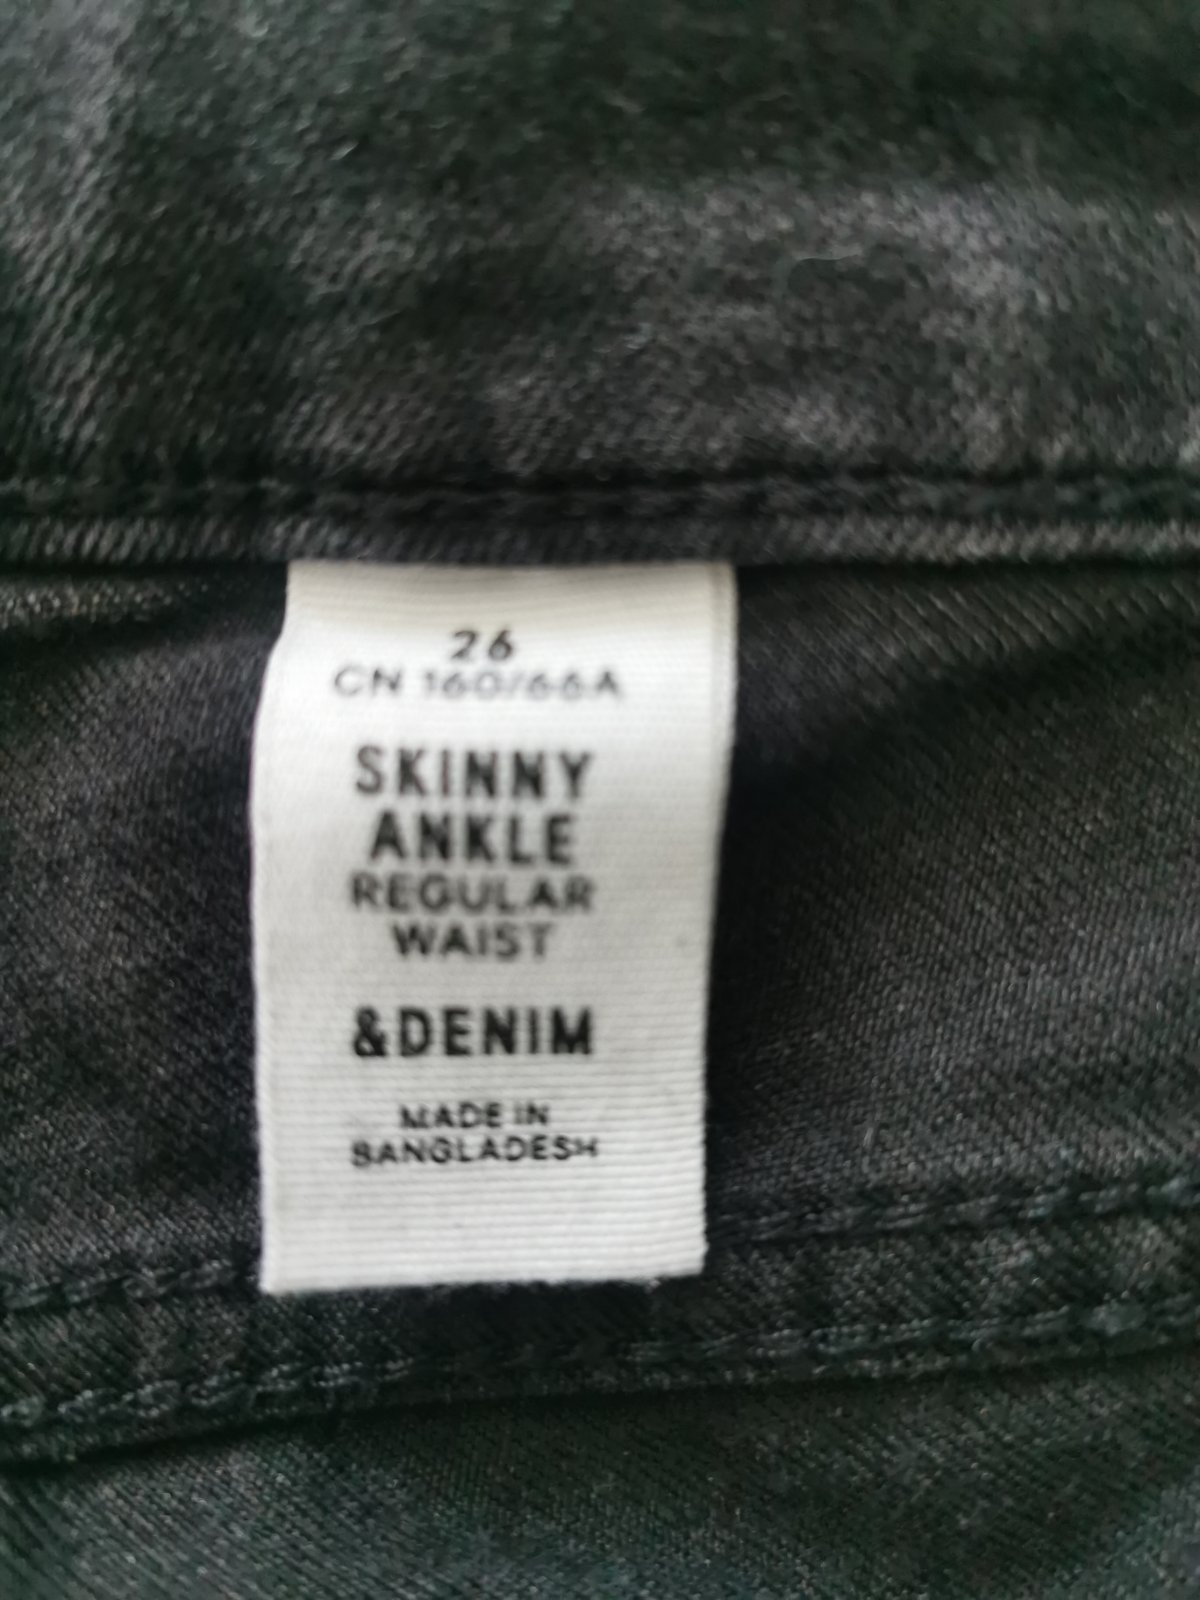 26
CN 160/66A
SKINNY
ANKLE
REGULAR
WAIST
&DENIM
MADE IN
BANGLADESH